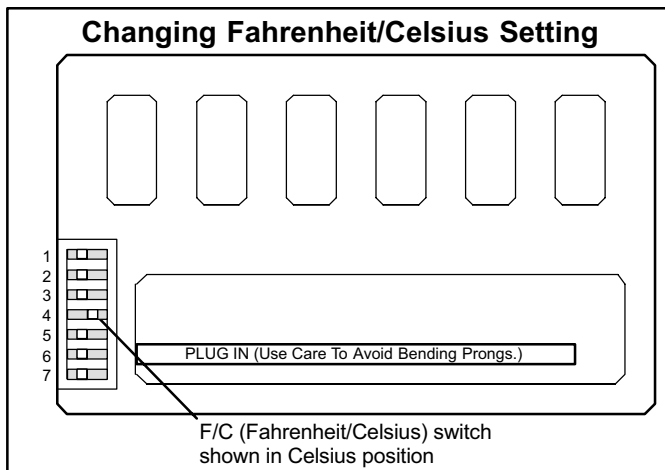 Changing Fahrenheit/Celsius Setting
1
2
3
4
5
6
7
PLUG IN (Use Care To Avoid Bending Prongs.)
F/C (Fahrenheit/Celsius) switch
shown in Celsius position